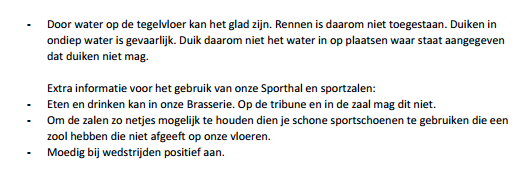 - Door water op de tegelvloer kan het glad zijn. Rennen is daarom niet toegestaan. Duiken in
ondiep water is gevaarlijk. Duik daarom niet het water in op plaatsen waar staat aangegeven
dat duiken niet mag.
Extra informatie voor het gebruik van onze Sporthal en sportzalen:
- Eten en drinken kan in onze Brasserie. Op de tribune en in de zaal mag dit niet.
- Om de zalen zo netjes mogelijk te houden dien je schone sportschoenen te gebruiken die een
zool hebben die niet afgeeft op onze vloeren.
- Moedig bij wedstrijden positief aan.